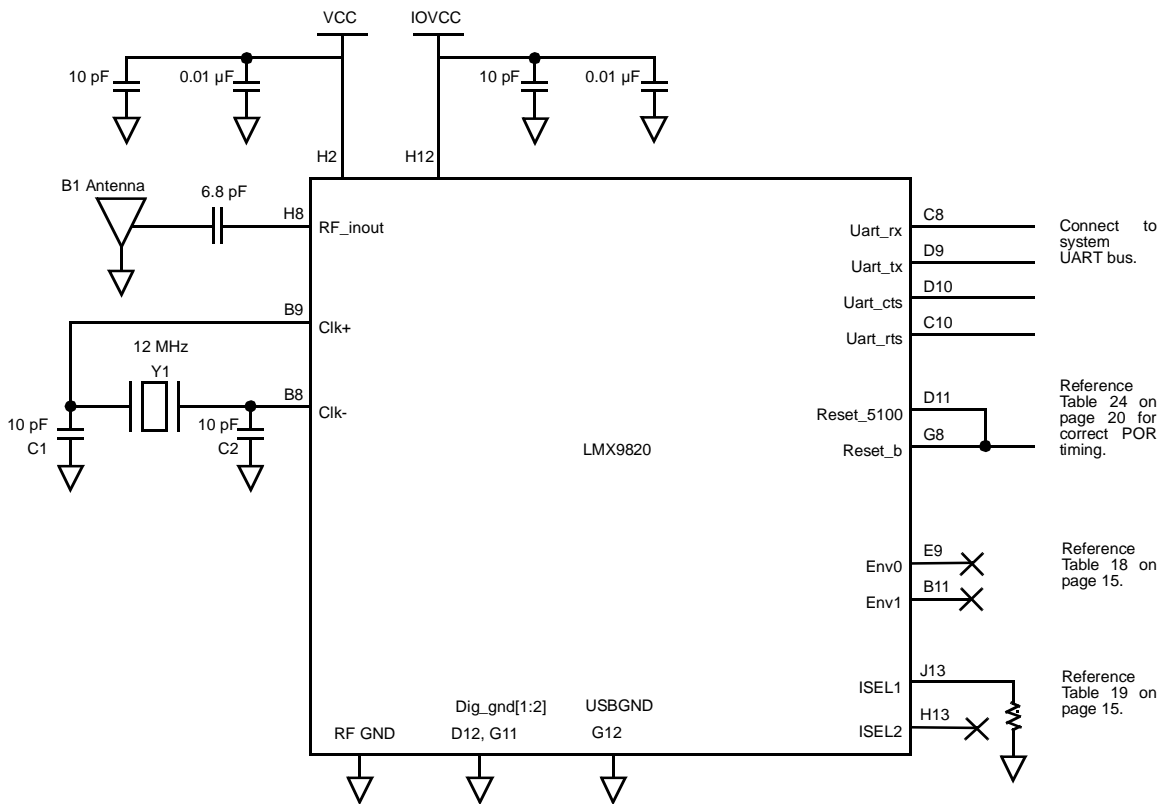 VCC
IOVCC
10 pF
0.01 µF
10 pF
0.01 µF
H2
H12
B1 Antenna
6.8 pF
H8
RF_inout
B9
Clk+
12 MHz
Y1
B8
Clk-
10 pF
C1
10 pF
C2
LMX9820
C8
Uart_rx
D9
Uart_tx
D10
Uart_cts
C10
Uart_rts
Connect to
system
UART bus.
D11
Reset_5100
G8
Reset_b
Reference
Table 24 on
page 20 for
correct POR
timing.
E9
Env0
B11
Env1
Reference
Table 18 on
page 15.
J13
ISEL1
H13
ISEL2
Reference
Table 19 on
page 15.
RF GND
Dig_gnd[1:2]
D12, G11
USBGND
G12